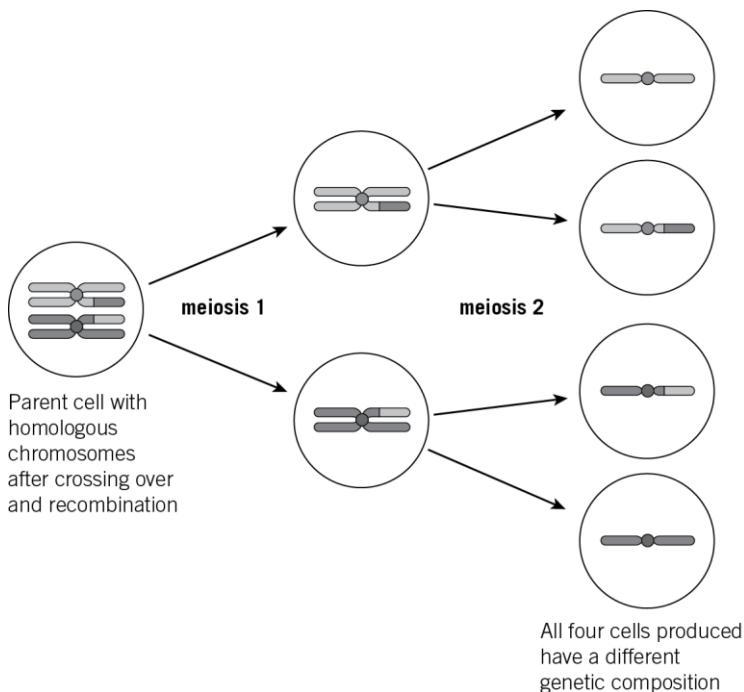 meiosis 1
meiosis 2
Parent cell with
homologous
chromosomes
after crossing over
and recombination
All four cells produced
have a different
genetic composition